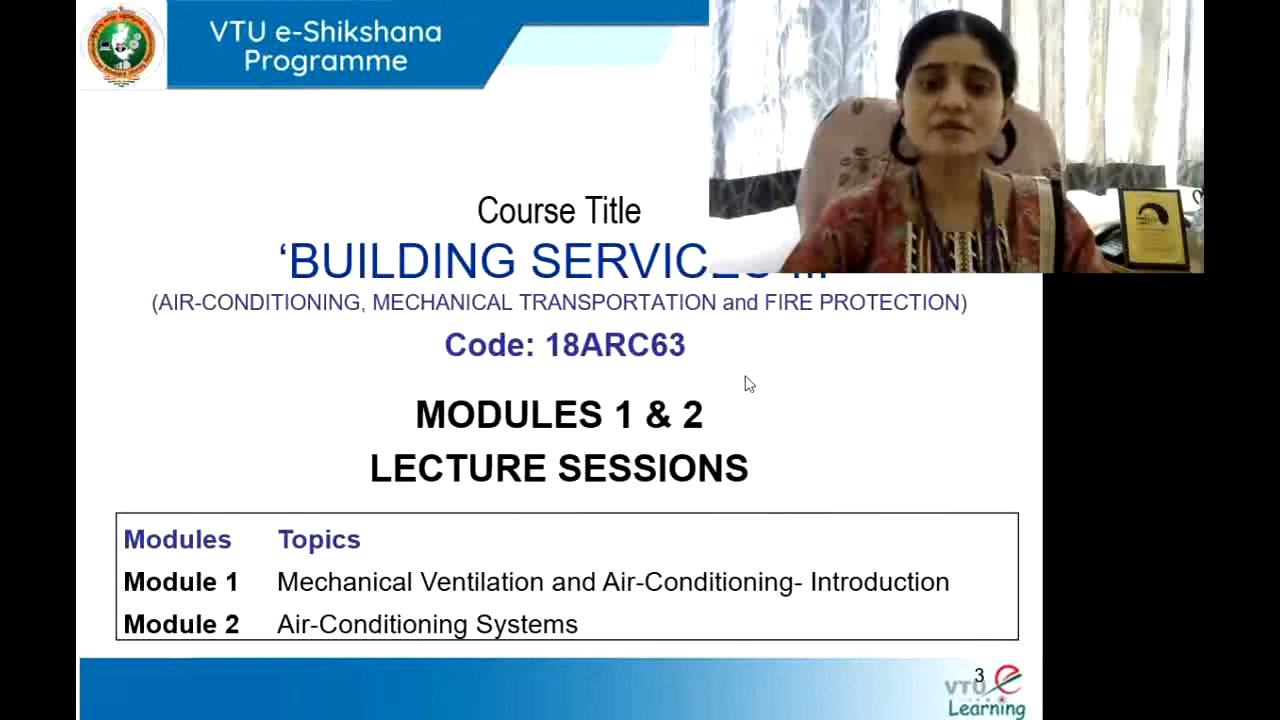 VTU e-Shikshana
Programme
Course Title
‘BUILDING SERVICES III
(AIR-CONDITIONING, MECHANICAL TRANSPORTATION and FIRE PROTECTION)
Code: 18ARC63
MODULES 1 & 2
LECTURE SESSIONS
Modules Topics
Module 1 Mechanical Ventilation and Air-Conditioning- Introduction
Module 2 Air-Conditioning Systems
3
VTU e
Learning